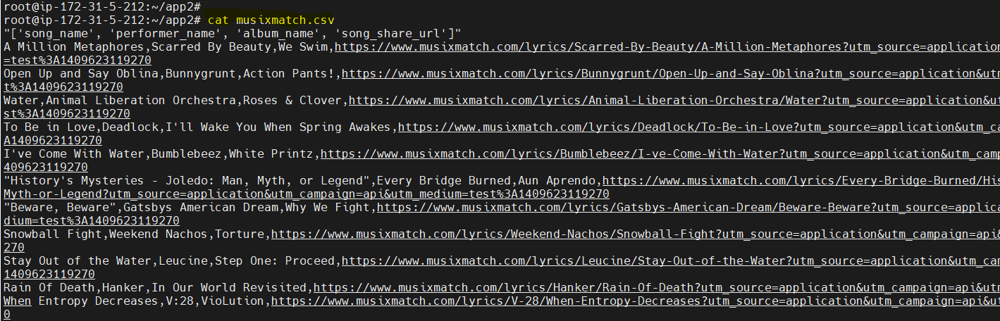 root@ip-172-31-5-212:~/app2#
root@ip-172-31-5-212:~/app2# cat musixmatch.csv
"['song_name', 'performer_name', 'album_name', 'song_share_url']"
A Million Metaphores,Scarred By Beauty,We Swim,https://www.musixmatch.com/lyrics/Scarred-By-Beauty/A-Million-Metaphores?utm_source=application
=test%3A1409623119270
Open Up and Say Oblina,Bunnygrunt,Action Pants!,https://www.musixmatch.com/lyrics/Bunnygrunt/Open-Up-and-Say-Oblina?utm_source=application&utm
t%3A1409623119270
Water,Animal Liberation Orchestra,Roses & Clover,https://www.musixmatch.com/lyrics/Animal-Liberation-Orchestra/Water?utm_source=application&ut
st%3A1409623119270
To Be in Love,Deadlock,I'll Wake You When Spring Awakes,https://www.musixmatch.com/lyrics/Deadlock/To-Be-in-Love?utm_source=application&utm_ca
A1409623119270
I've Come With Water,Bumblebeez,White Printz,https://www.musixmatch.com/lyrics/Bumblebeez/I-ve-Come-With-Water?utm_source=application&utm_camp
409623119270
"History's Mysteries - Joledo: Man, Myth, or Legend",Every Bridge Burned,Aun Aprendo,https://www.musixmatch.com/lyrics/Every-Bridge-Burned/His
Myth-or-Legend?utm_source=application&utm_campaign=api&utm_medium=test%3A1409623119270
"Beware, Beware",Gatsbys American Dream,Why We Fight,https://www.musixmatch.com/lyrics/Gatsbys-American-Dream/Beware-Beware?utm_source=applica
dium=test%3A1409623119270
Snowball Fight,Weekend Nachos,Torture,https://www.musixmatch.com/lyrics/Weekend-Nachos/Snowball-Fight?utm_source=application&utm_campaign=api&
270
Stay Out of the Water,Leucine,Step One: Proceed,https://www.musixmatch.com/lyrics/Leucine/Stay-Out-of-the-Water?utm_source=application&utm_cam
1409623119270
Rain Of Death,Hanker,In Our World Revisited,https://www.musixmatch.com/lyrics/Hanker/Rain-Of-Death?utm_source=application&utm_campaign=api&utm
When Entropy Decreases,V:28,VioLution,https://www.musixmatch.com/lyrics/V-28/When-Entropy-Decreases?utm_source=application&utm_campaign=api&ut
0